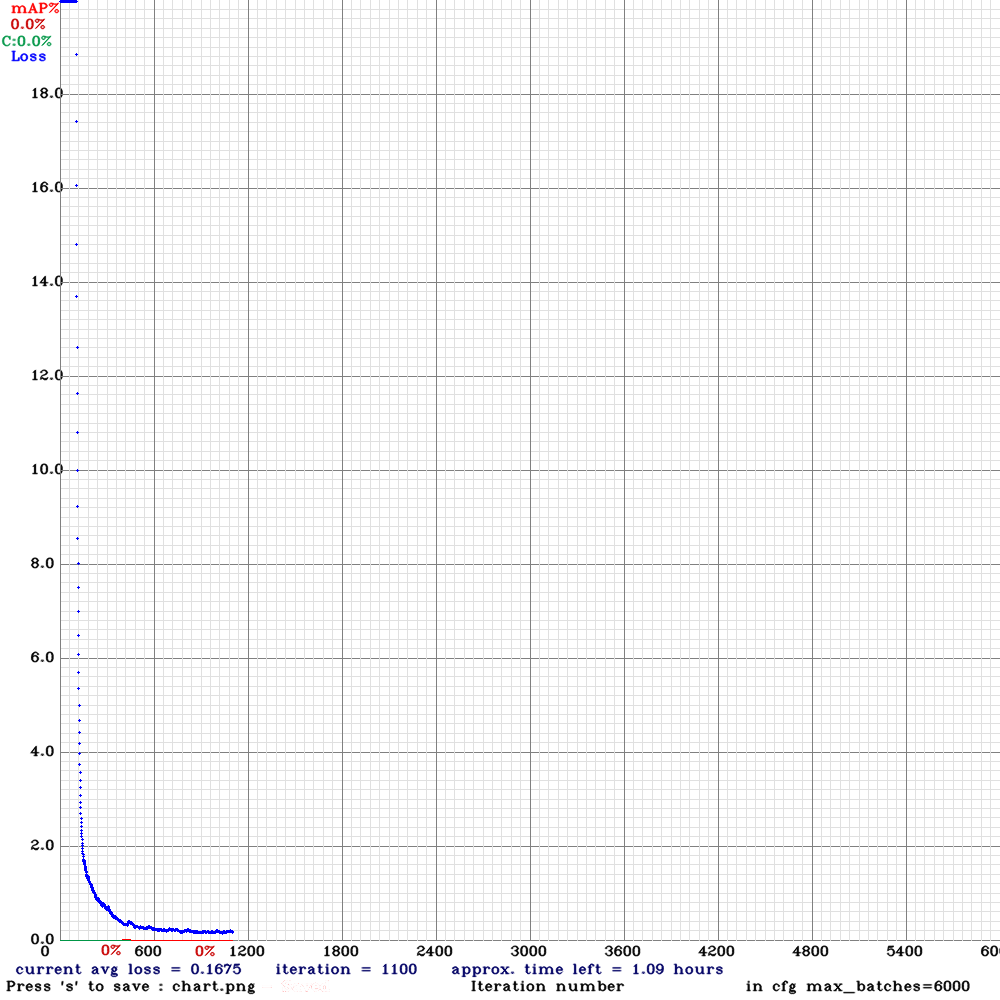 mAP%
0.0%
C:0.0%
Loss
18.0
16.0
14.0
12.0
10.0
8.0
6.0
4.0
2.0
0.0
0 600 1200 1800 2400 3000 3600 4200 4800 5400 60
0% 0%
current avg loss = 0.1675 iteration = 1100 approx. time left = 1.09 hours
Press 's' to save : chart.png Iteration number in cfg max_batches=6000